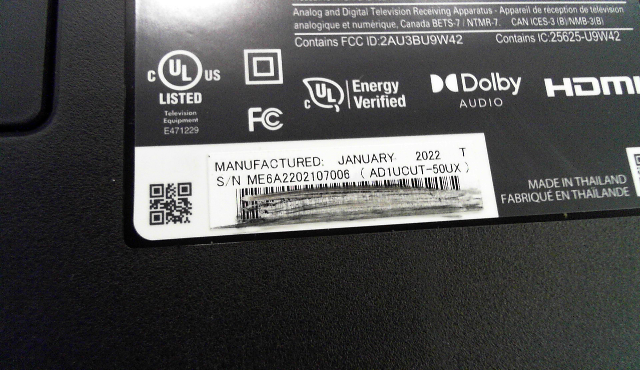 Analog and Digital Television Receiving Apparatus - Appareil de réception de télévision
analogique et numérique, Canada BETS-7 / NTMR-7. CAN ICES-3 (B)/NMB-3(B)
Contains FCC ID:2AU3BU9W42 Contains IC:25625-U9W42
C UL US
LISTED
Television
Equipment
E471229
FC
C UL
Energy
Verified
Dolby
AUDIO
HDMI
MANUFACTURED: JANUARY 2022 T
S/N ME6A2202107006 ( AD1UCUT-50UX )
MADE IN THAILAND
FABRIQUÉ EN THAÏLANDE